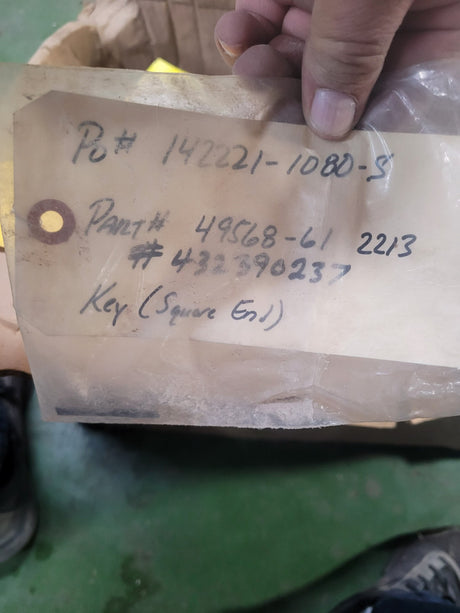 Po# 142221-1080-S
PART# 49568-61 2213
#432390237
Key (Square End)